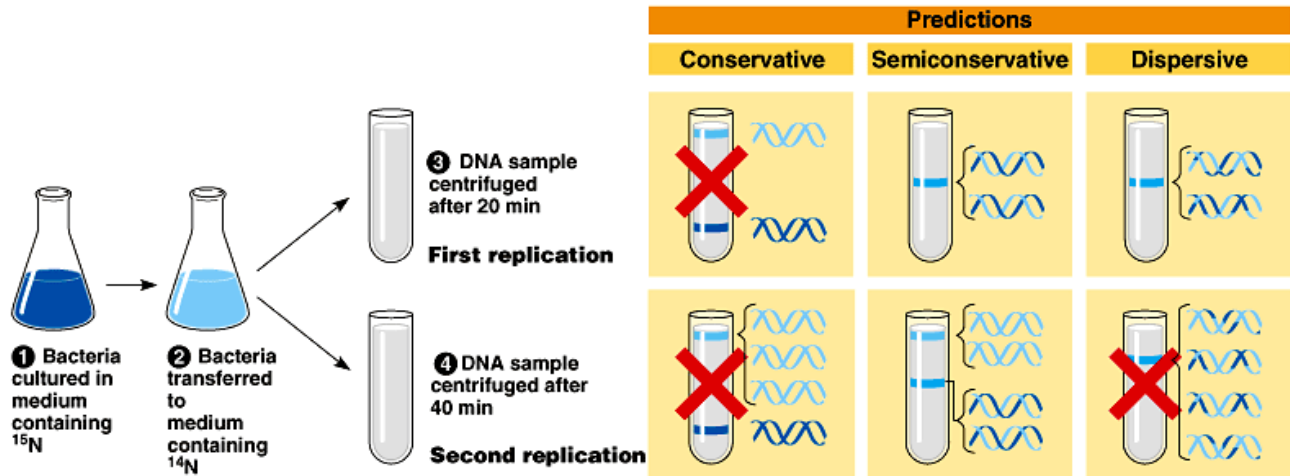 Predictions
Conservative
Semiconservative
Dispersive
❸ DNA sample
centrifuged
after 20 min
First replication
❶ Bacteria
cultured in
medium
containing
¹⁵N
❷ Bacteria
transferred
to
medium
containing
¹⁴N
❹ DNA sample
centrifuged after
40 min
Second replication